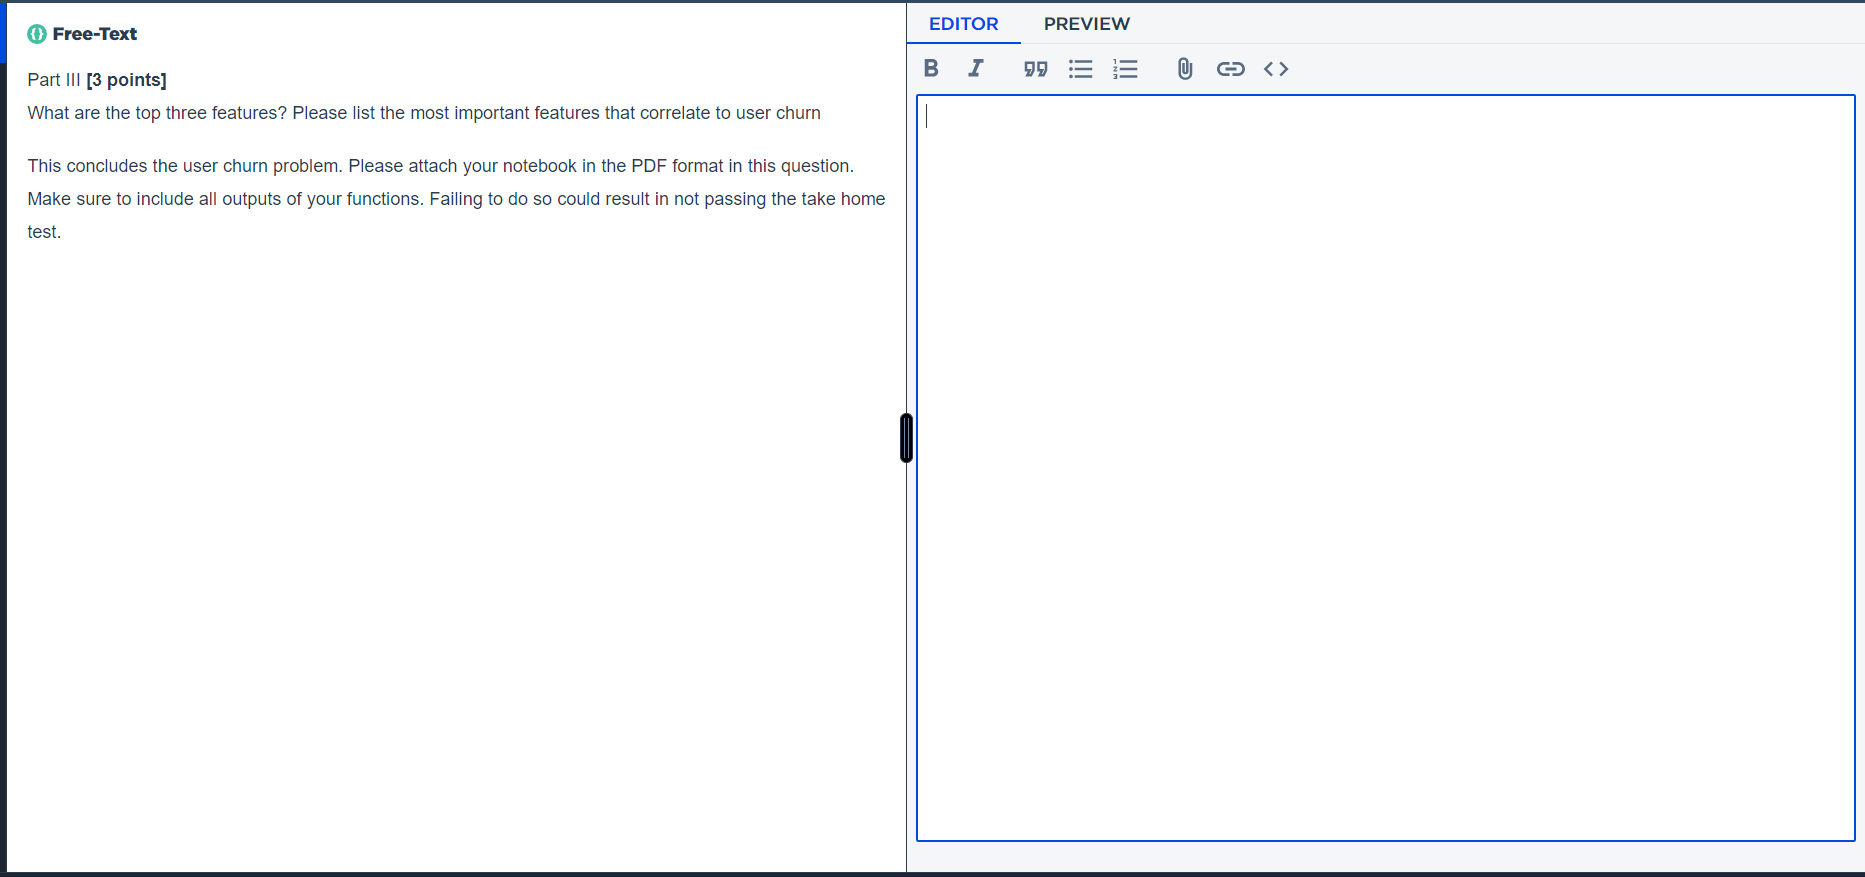 Free-Text
Part III [3 points]
What are the top three features? Please list the most important features that correlate to user churn
This concludes the user churn problem. Please attach your notebook in the PDF format in this question.
Make sure to include all outputs of your functions. Failing to do so could result in not passing the take home
test.
EDITOR PREVIEW